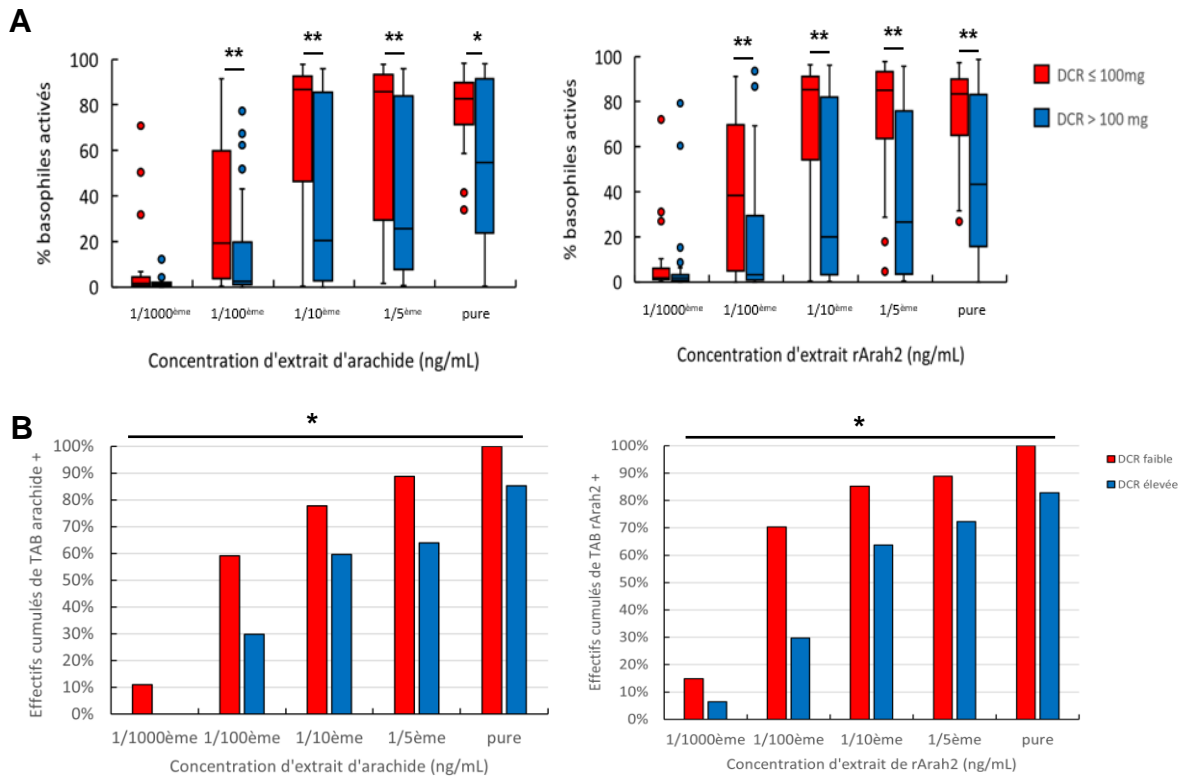 A
% basophiles activés
100
80
60
40
20
0
** ** ** *
1/1000ème 1/100ème 1/10ème 1/5ème pure
Concentration d'extrait d'arachide (ng/mL)
% basophiles activés
100
80
60
40
20
0
** ** ** **
1/1000ème 1/100ème 1/10ème 1/5ème pure
Concentration d'extrait rArah2 (ng/mL)
DCR ≤ 100mg
DCR > 100 mg
B
*
Effectifs cumulés de TAB arachide +
100%
90%
80%
70%
60%
50%
40%
30%
20%
10%
0%
1/1000ème 1/100ème 1/10ème 1/5ème pure
Concentration d'extrait d'arachide (ng/mL)
*
Effectifs cumulés de TAB rArah2 +
100%
90%
80%
70%
60%
50%
40%
30%
20%
10%
0%
1/1000ème 1/100ème 1/10ème 1/5ème pure
Concentration d'extrait de rArah2 (ng/mL)
DCR faible
DCR élevée